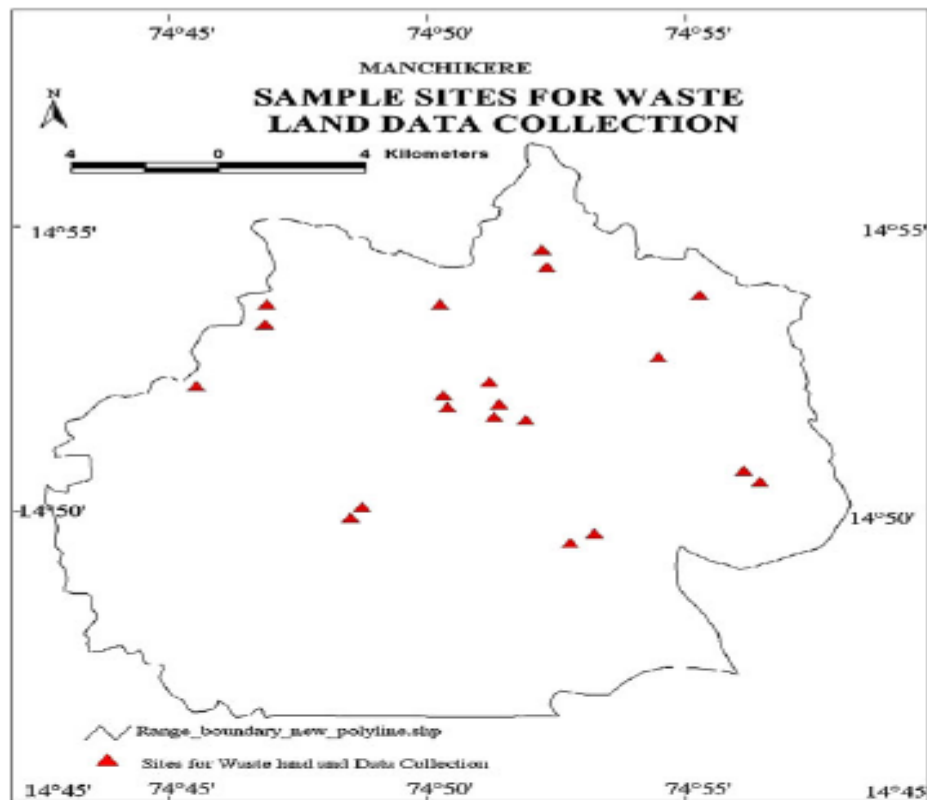 74°45' 74°50' 74°55'
MANCHIKERE
SAMPLE SITES FOR WASTE
LAND DATA COLLECTION
N
4 0 4 Kilometers
14°55' 14°55'
14°50' 14°50'
Range_boundary_new_polyline.shp
Sites for Waste land und Data Collection
14°45' 74°45' 74°50' 74°55' 14°45'